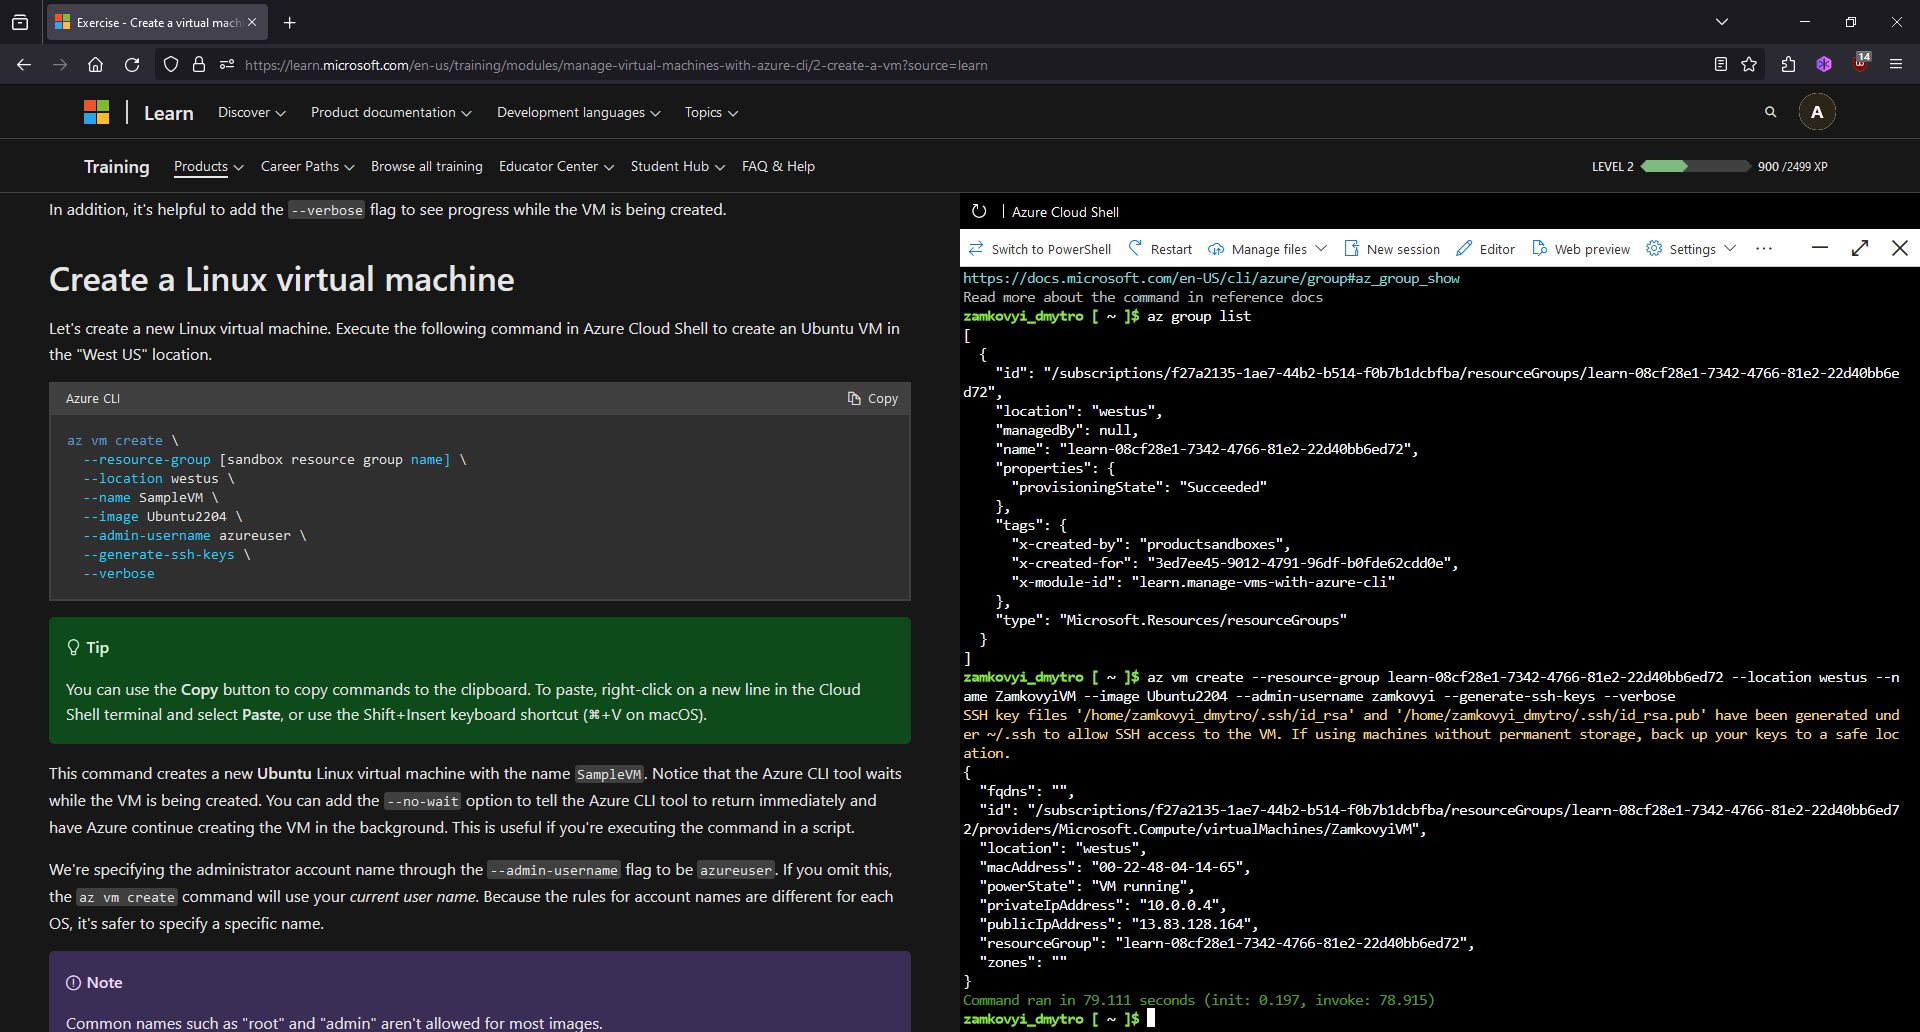 Exercise - Create a virtual mach
https://learn.microsoft.com/en-us/training/modules/manage-virtual-machines-with-azure-cli/2-create-a-vm?source=learn
14
Learn
Discover
Product documentation
Development languages
Topics
A
Training
Products
Career Paths
Browse all training
Educator Center
Student Hub
FAQ & Help
LEVEL 2
900 /2499 XP
In addition, it's helpful to add the --verbose flag to see progress while the VM is being created.
Create a Linux virtual machine
Let's create a new Linux virtual machine. Execute the following command in Azure Cloud Shell to create an Ubuntu VM in
the "West US" location.
Azure CLI
Copy
az vm create \
--resource-group [sandbox resource group name] \
--location westus \
--name SampleVM \
--image Ubuntu2204 \
--admin-username azureuser \
--generate-ssh-keys \
--verbose
Tip
You can use the Copy button to copy commands to the clipboard. To paste, right-click on a new line in the Cloud
Shell terminal and select Paste, or use the Shift+Insert keyboard shortcut (⌘+V on macOS).
This command creates a new Ubuntu Linux virtual machine with the name SampleVM. Notice that the Azure CLI tool waits
while the VM is being created. You can add the --no-wait option to tell the Azure CLI tool to return immediately and
have Azure continue creating the VM in the background. This is useful if you're executing the command in a script.
We're specifying the administrator account name through the --admin-username flag to be azureuser. If you omit this,
the az vm create command will use your current user name. Because the rules for account names are different for each
OS, it's safer to specify a specific name.
Note
Common names such as "root" and "admin" aren't allowed for most images.
Azure Cloud Shell
Switch to PowerShell
Restart
Manage files
New session
Editor
Web preview
Settings
https://docs.microsoft.com/en-US/cli/azure/group#az_group_show
Read more about the command in reference docs
zamkovyi_dmytro [ ~ ]$ az group list
[
{
"id": "/subscriptions/f27a2135-1ae7-44b2-b514-f0b7b1dcbfba/resourceGroups/learn-08cf28e1-7342-4766-81e2-22d40bb6e
d72",
"location": "westus",
"managedBy": null,
"name": "learn-08cf28e1-7342-4766-81e2-22d40bb6ed72",
"properties": {
"provisioningState": "Succeeded"
},
"tags": {
"x-created-by": "productsandboxes",
"x-created-for": "3ed7ee45-9012-4791-96df-b0fde62cdd0e",
"x-module-id": "learn.manage-vms-with-azure-cli"
},
"type": "Microsoft.Resources/resourceGroups"
}
]
zamkovyi_dmytro [ ~ ]$ az vm create --resource-group learn-08cf28e1-7342-4766-81e2-22d40bb6ed72 --location westus --n
ame ZamkovyiVM --image Ubuntu2204 --admin-username zamkovyi --generate-ssh-keys --verbose
SSH key files '/home/zamkovyi_dmytro/.ssh/id_rsa' and '/home/zamkovyi_dmytro/.ssh/id_rsa.pub' have been generated und
er ~/.ssh to allow SSH access to the VM. If using machines without permanent storage, back up your keys to a safe loc
ation.
{
"fqdns": "",
"id": "/subscriptions/f27a2135-1ae7-44b2-b514-f0b7b1dcbfba/resourceGroups/learn-08cf28e1-7342-4766-81e2-22d40bb6ed7
2/providers/Microsoft.Compute/virtualMachines/ZamkovyiVM",
"location": "westus",
"macAddress": "00-22-48-04-14-65",
"powerState": "VM running",
"privateIpAddress": "10.0.0.4",
"publicIpAddress": "13.83.128.164",
"resourceGroup": "learn-08cf28e1-7342-4766-81e2-22d40bb6ed72",
"zones": ""
}
Command ran in 79.111 seconds (init: 0.197, invoke: 78.915)
zamkovyi_dmytro [ ~ ]$